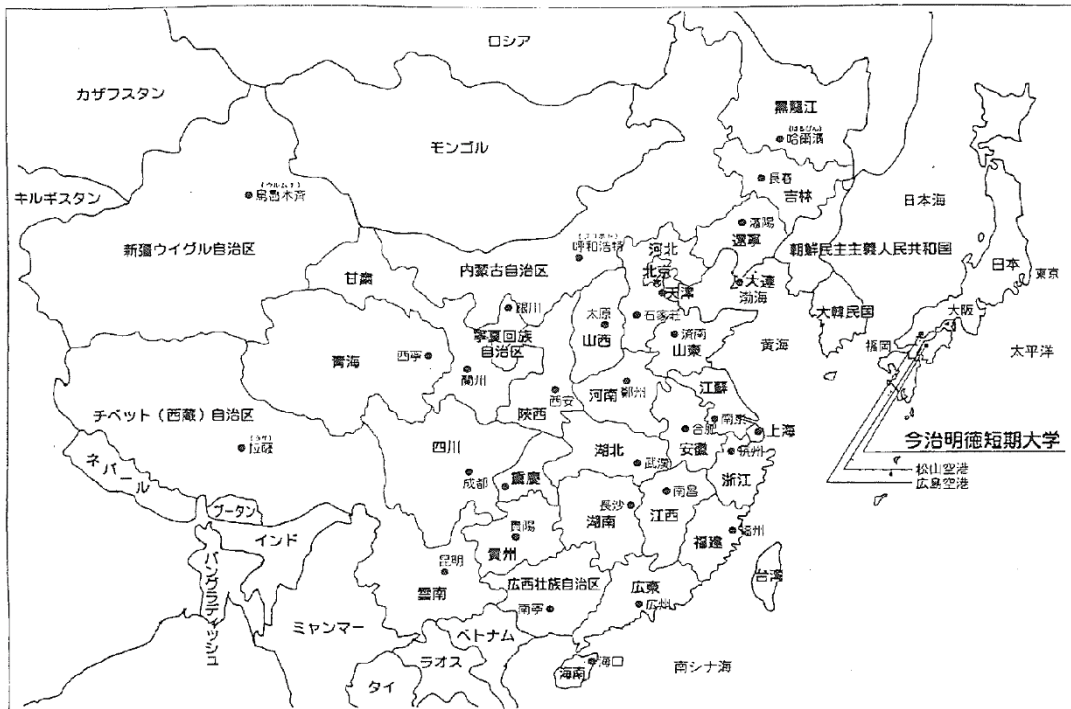 ロシア
カザフスタン
黒龍江
(はるびん)
哈爾濱
モンゴル
長春
吉林
キルギスタン
(ウルムチ)
烏魯木斉
日本海
新疆ウイグル自治区
瀋陽
遼寧
呼和浩特
河北
朝鮮民主主義人民共和国
内蒙古自治区
甘粛
北京
天津
大連
渤海
日本
東京
銀川
寧夏回族
自治区
太原
山西
石家荘
済南
山東
大韓民国
大阪
福岡
黄海
太平洋
青海
西寧
蘭州
河南
鄭州
江蘇
陝西
西安
チベット(西蔵)自治区
(ラサ)
拉薩
四川
成都
重慶
湖北
武漢
合肥
安徽
南京
上海
杭州
浙江
今治明徳短期大学
松山空港
広島空港
ネパール
ブータン
インド
バングラディッシュ
長沙
湖南
南昌
江西
貴陽
貴州
福建
福州
昆明
雲南
広西壮族自治区
南寧
広東
広州
台湾
ミャンマー
ベトナム
ラオス
タイ
海南
海口
南シナ海